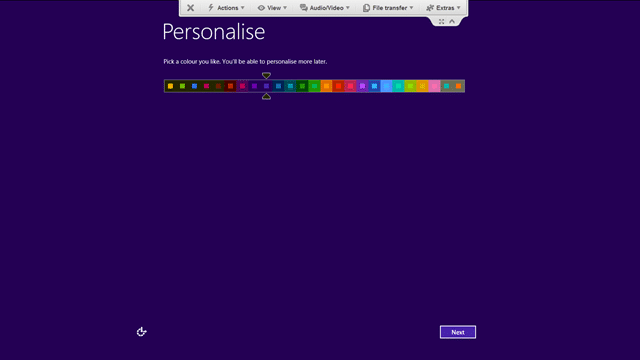 Actions View Audio/Video File transfer Extras
Personalise
Pick a colour you like. You'll be able to personalise more later.
Next